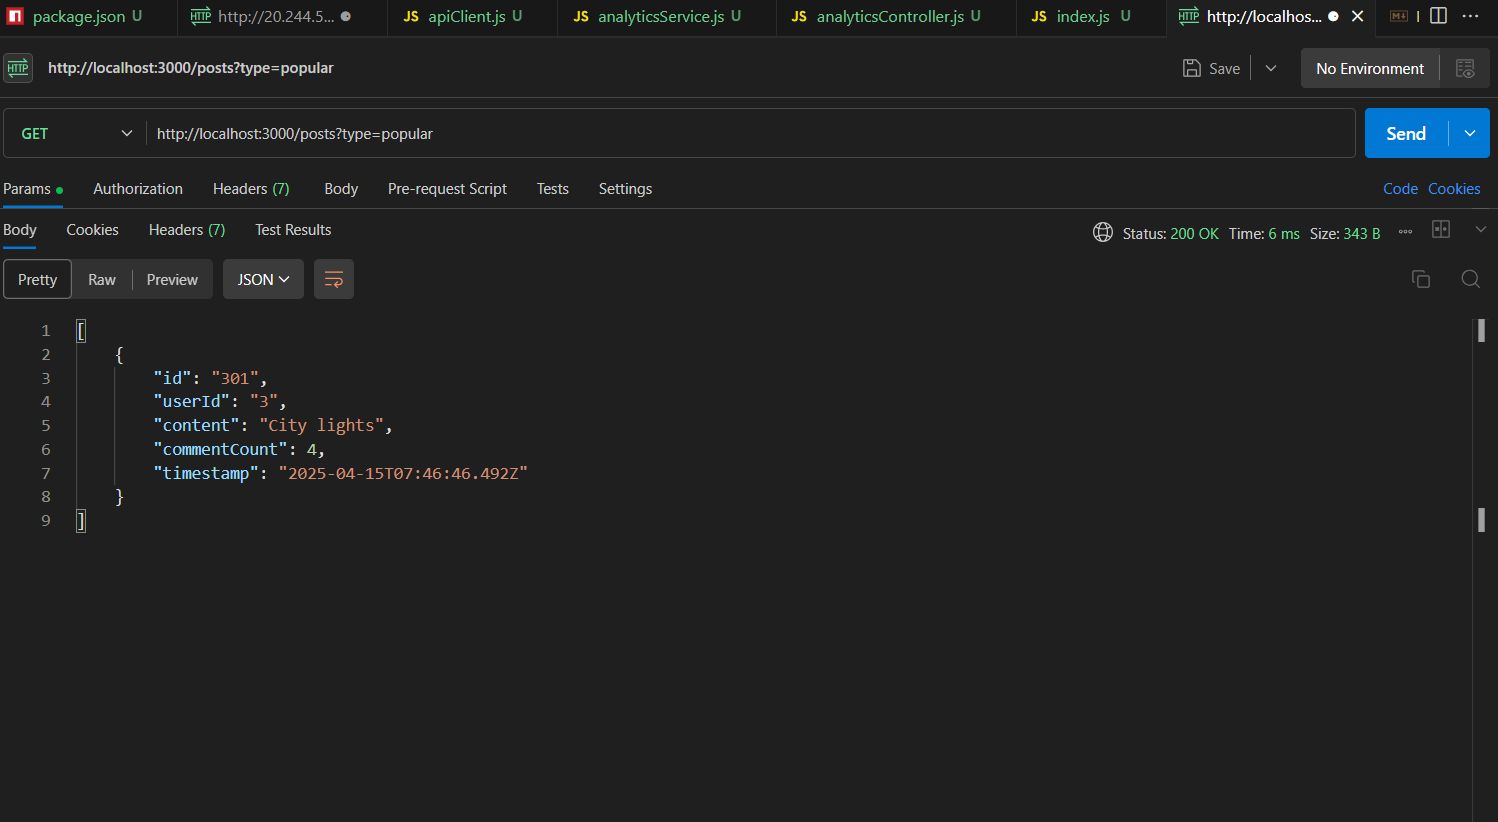 package.json U HTTP http://20.244.5... JS apiClient.js U JS analyticsService.js U JS analyticsController.js U JS index.js U HTTP http://localhos...
HTTP http://localhost:3000/posts?type=popular Save No Environment
GET http://localhost:3000/posts?type=popular Send
Params Authorization Headers (7) Body Pre-request Script Tests Settings Code Cookies
Body Cookies Headers (7) Test Results Status: 200 OK Time: 6 ms Size: 343 B
Pretty Raw Preview JSON
1 [
2 {
3 "id": "301",
4 "userId": "3",
5 "content": "City lights",
6 "commentCount": 4,
7 "timestamp": "2025-04-15T07:46:46.492Z"
8 }
9 ]